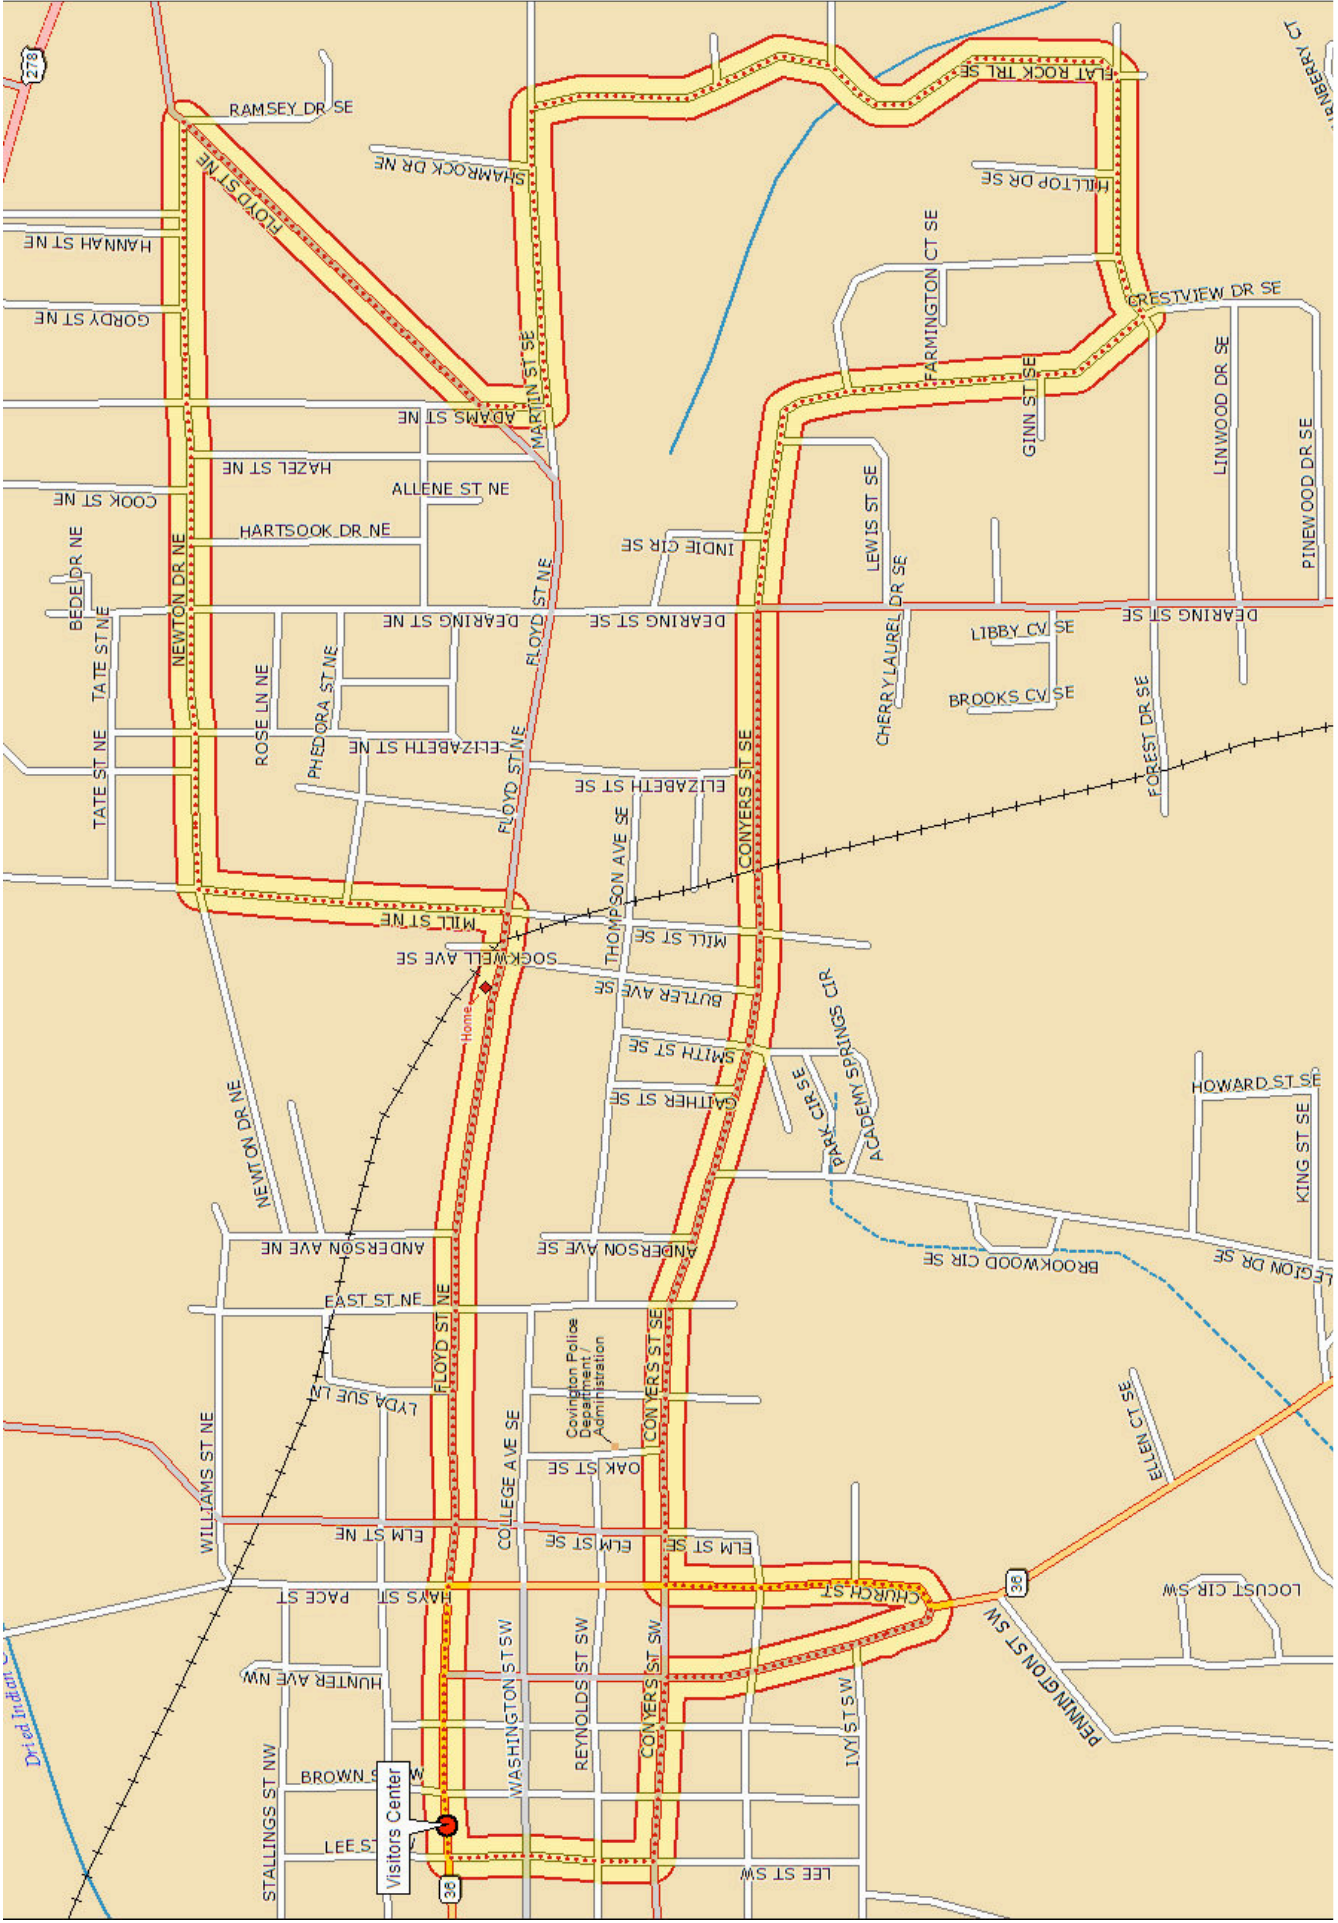 278
RAMSEY DR SE
FLOYD ST NE
SHAMROCK DR NE
FLAT ROCK TRL SE
HILLTOP DR SE
HANNAH ST NE
GORDY ST NE
FARMINGTON CT SE
CRESTVIEW DR SE
MARTIN ST SE
ADAMS ST NE
GINN ST SE
LINWOOD DR SE
PINEWOOD DR SE
HAZEL ST NE
COOK ST NE
ALLENE ST NE
HARTSOOK DR NE
LEWIS ST SE
INDIE CIR SE
BEDE DR NE
TATE ST NE
NEWTON DR NE
DEARING ST NE
FLOYD ST NE
DEARING ST SE
CHERRY LAUREL DR SE
LIBBY CV SE
DEARING ST SE
BROOKS CV SE
FOREST DR SE
ROSE LN NE
PHEDORA ST NE
TATE ST NE
ELIZABETH ST NE
FLOYD ST NE
ELIZABETH ST SE
CONYERS ST SE
THOMPSON AVE SE
MILL ST NE
MILL ST SE
SOCKWELL AVE SE
BUTLER AVE SE
Home
SMITH ST SE
GAITHER ST SE
PARK CIR SE
ACADEMY SPRINGS CIR
HOWARD ST SE
KING ST SE
NEWTON DR NE
ANDERSON AVE NE
ANDERSON AVE SE
BROOKWOOD CIR SE
LEGION DR SE
EAST ST NE
FLOYD ST NE
CONYERS ST SE
Covington Police
Department /
Administration
LYDA SUE LN
WILLIAMS ST NE
COLLEGE AVE SE
OAK ST SE
ELLEN CT SE
ELM ST NE
ELM ST SE
ELM ST SE
PACE ST
HAYS ST
CHURCH ST
36
LOCUST CIR SW
PENNINGTON ST SW
HUNTER AVE NW
WASHINGTON ST SW
REYNOLDS ST SW
CONYERS ST SW
IVY ST SW
Dried Indian
STALLINGS ST NW
Visitors Center
36
LEE ST SW